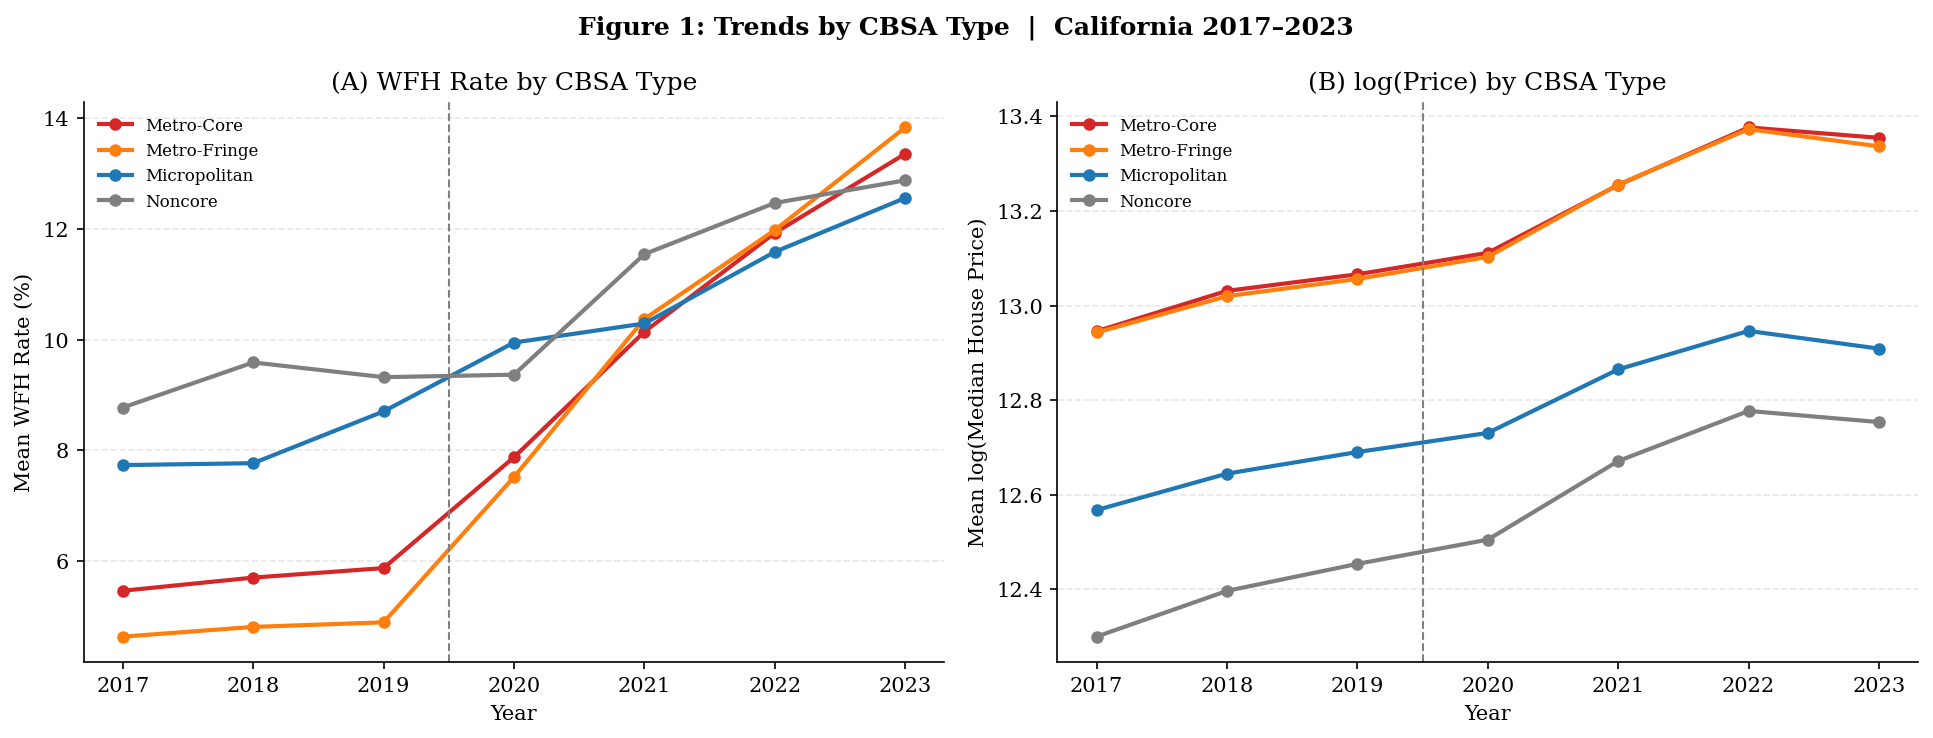 Figure 1: Trends by CBSA Type | California 2017–2023
(A) WFH Rate by CBSA Type
Metro-Core
Metro-Fringe
Micropolitan
Noncore
Mean WFH Rate (%)
14
12
10
8
6
2017 2018 2019 2020 2021 2022 2023
Year
(B) log(Price) by CBSA Type
Metro-Core
Metro-Fringe
Micropolitan
Noncore
Mean log(Median House Price)
13.4
13.2
13.0
12.8
12.6
12.4
2017 2018 2019 2020 2021 2022 2023
Year